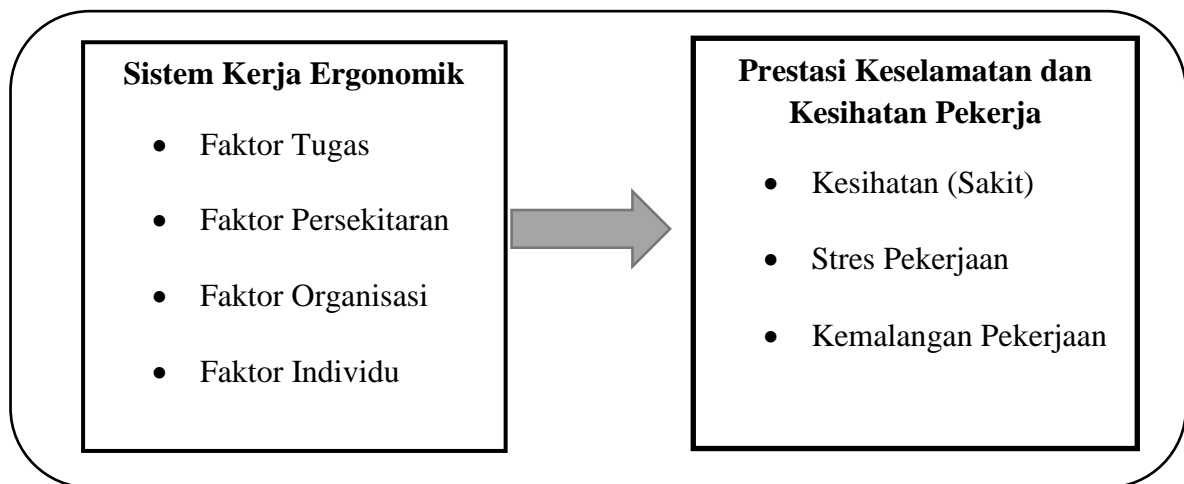 Sistem Kerja Ergonomik
• Faktor Tugas
• Faktor Persekitaran
• Faktor Organisasi
• Faktor Individu
Prestasi Keselamatan dan
Kesihatan Pekerja
• Kesihatan (Sakit)
• Stres Pekerjaan
• Kemalangan Pekerjaan